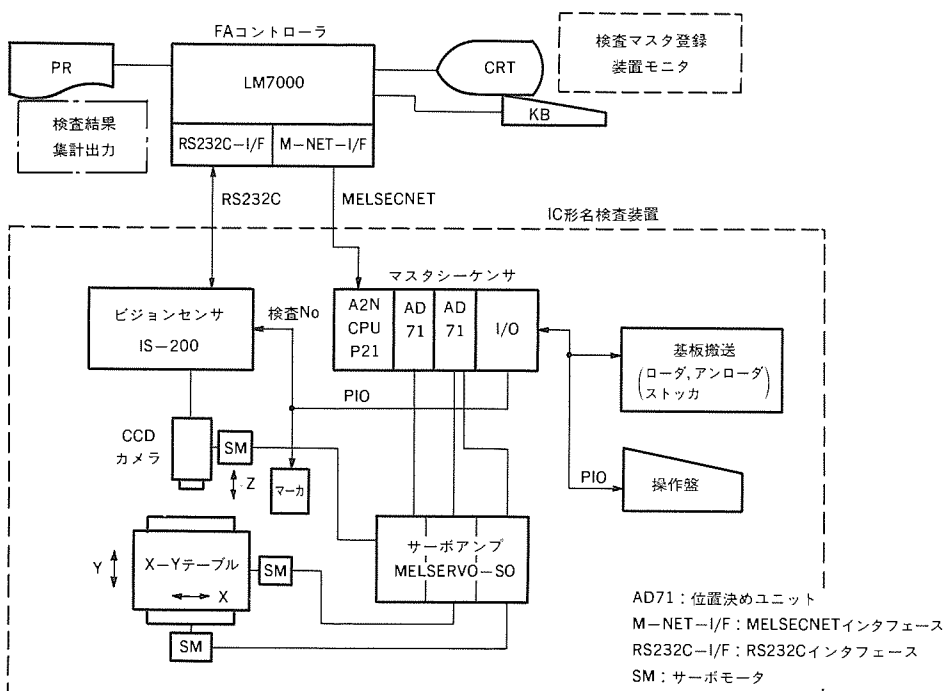 FAコントローラ
PR
LM7000
CRT
KB
検査マスタ登録
装置モニタ
検査結果
集計出力
RS232C−I/F
M−NET−I/F
RS232C
MELSECNET
IC形名検査装置
マスタシーケンサ
ビジョンセンサ
IS−200
検査No
A2N
CPU
P21
AD
71
AD
71
I/O
基板搬送
(ローダ,アンローダ)
ストッカ
PIO
CCD
カメラ
SM
Z
マーカ
PIO
操作盤
サーボアンプ
MELSERVO−SO
Y
X−Yテーブル
X
SM
SM
AD71:位置決めユニット
M−NET−I/F:MELSECNETインタフェース
RS232C−I/F:RS232Cインタフェース
SM:サーボモータ